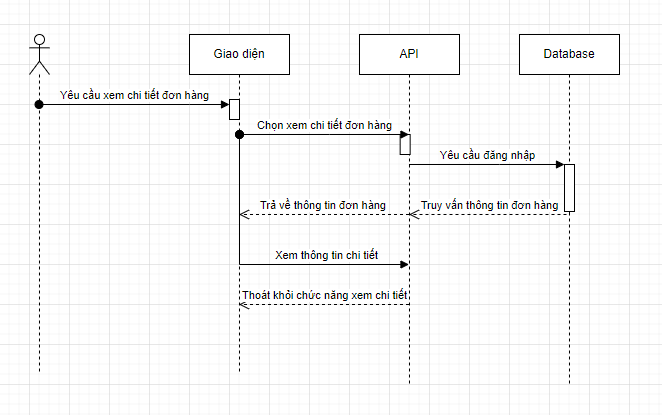 Giao diện
API
Database
Yêu cầu xem chi tiết đơn hàng
Chọn xem chi tiết đơn hàng
Yêu cầu đăng nhập
Trả về thông tin đơn hàng
Truy vấn thông tin đơn hàng
Xem thông tin chi tiết
Thoát khỏi chức năng xem chi tiết